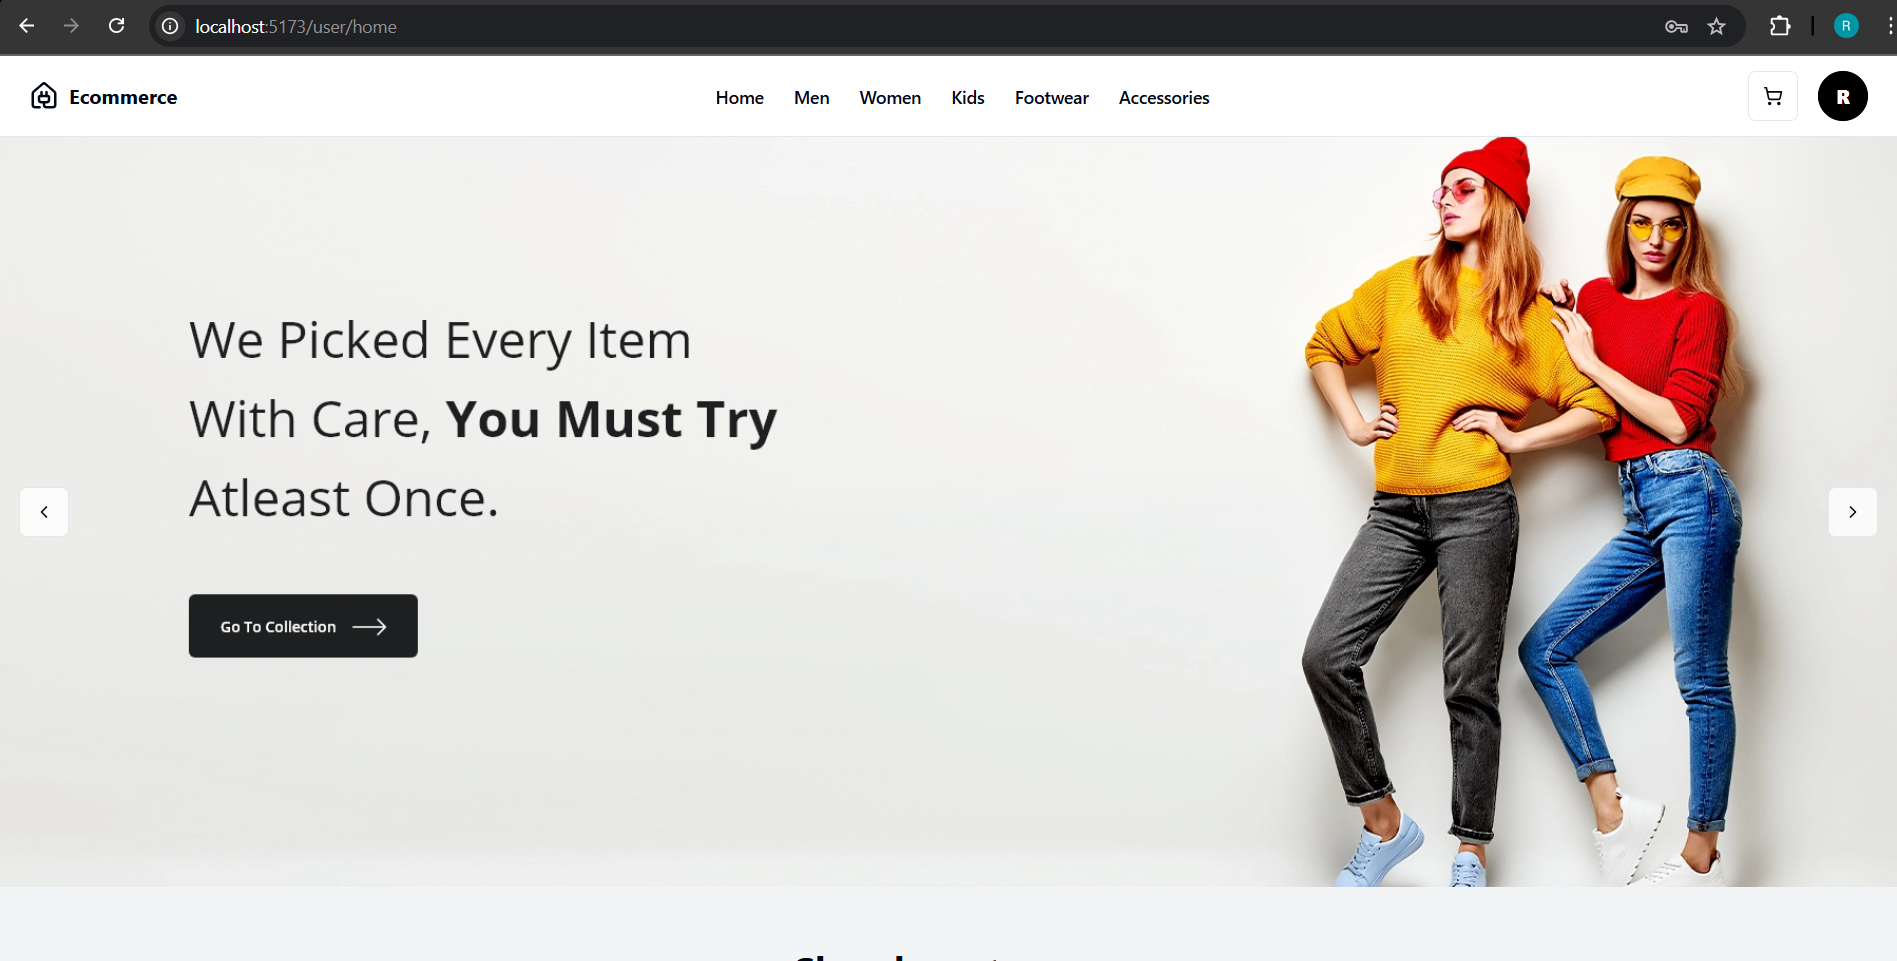 localhost:5173/user/home
R
Ecommerce
Home Men Women Kids Footwear Accessories
R
We Picked Every Item
With Care, You Must Try
Atleast Once.
Go To Collection